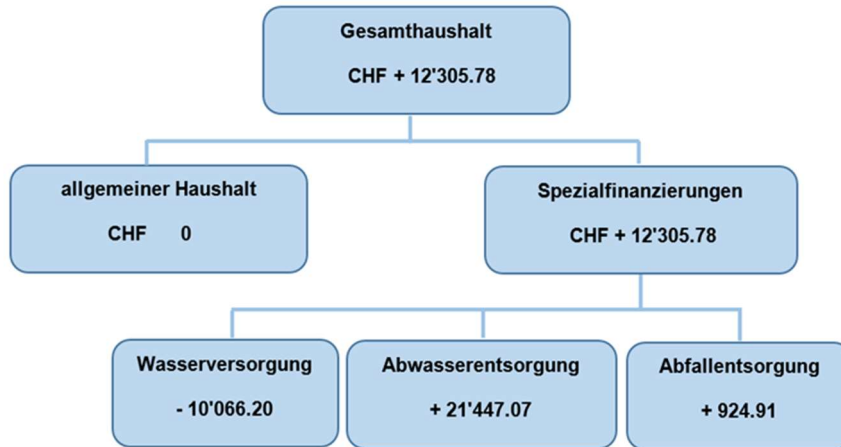 Gesamthaushalt
CHF + 12'305.78
allgemeiner Haushalt
CHF 0
Spezialfinanzierungen
CHF + 12'305.78
Wasserversorgung
- 10'066.20
Abwasserentsorgung
+ 21'447.07
Abfallentsorgung
+ 924.91